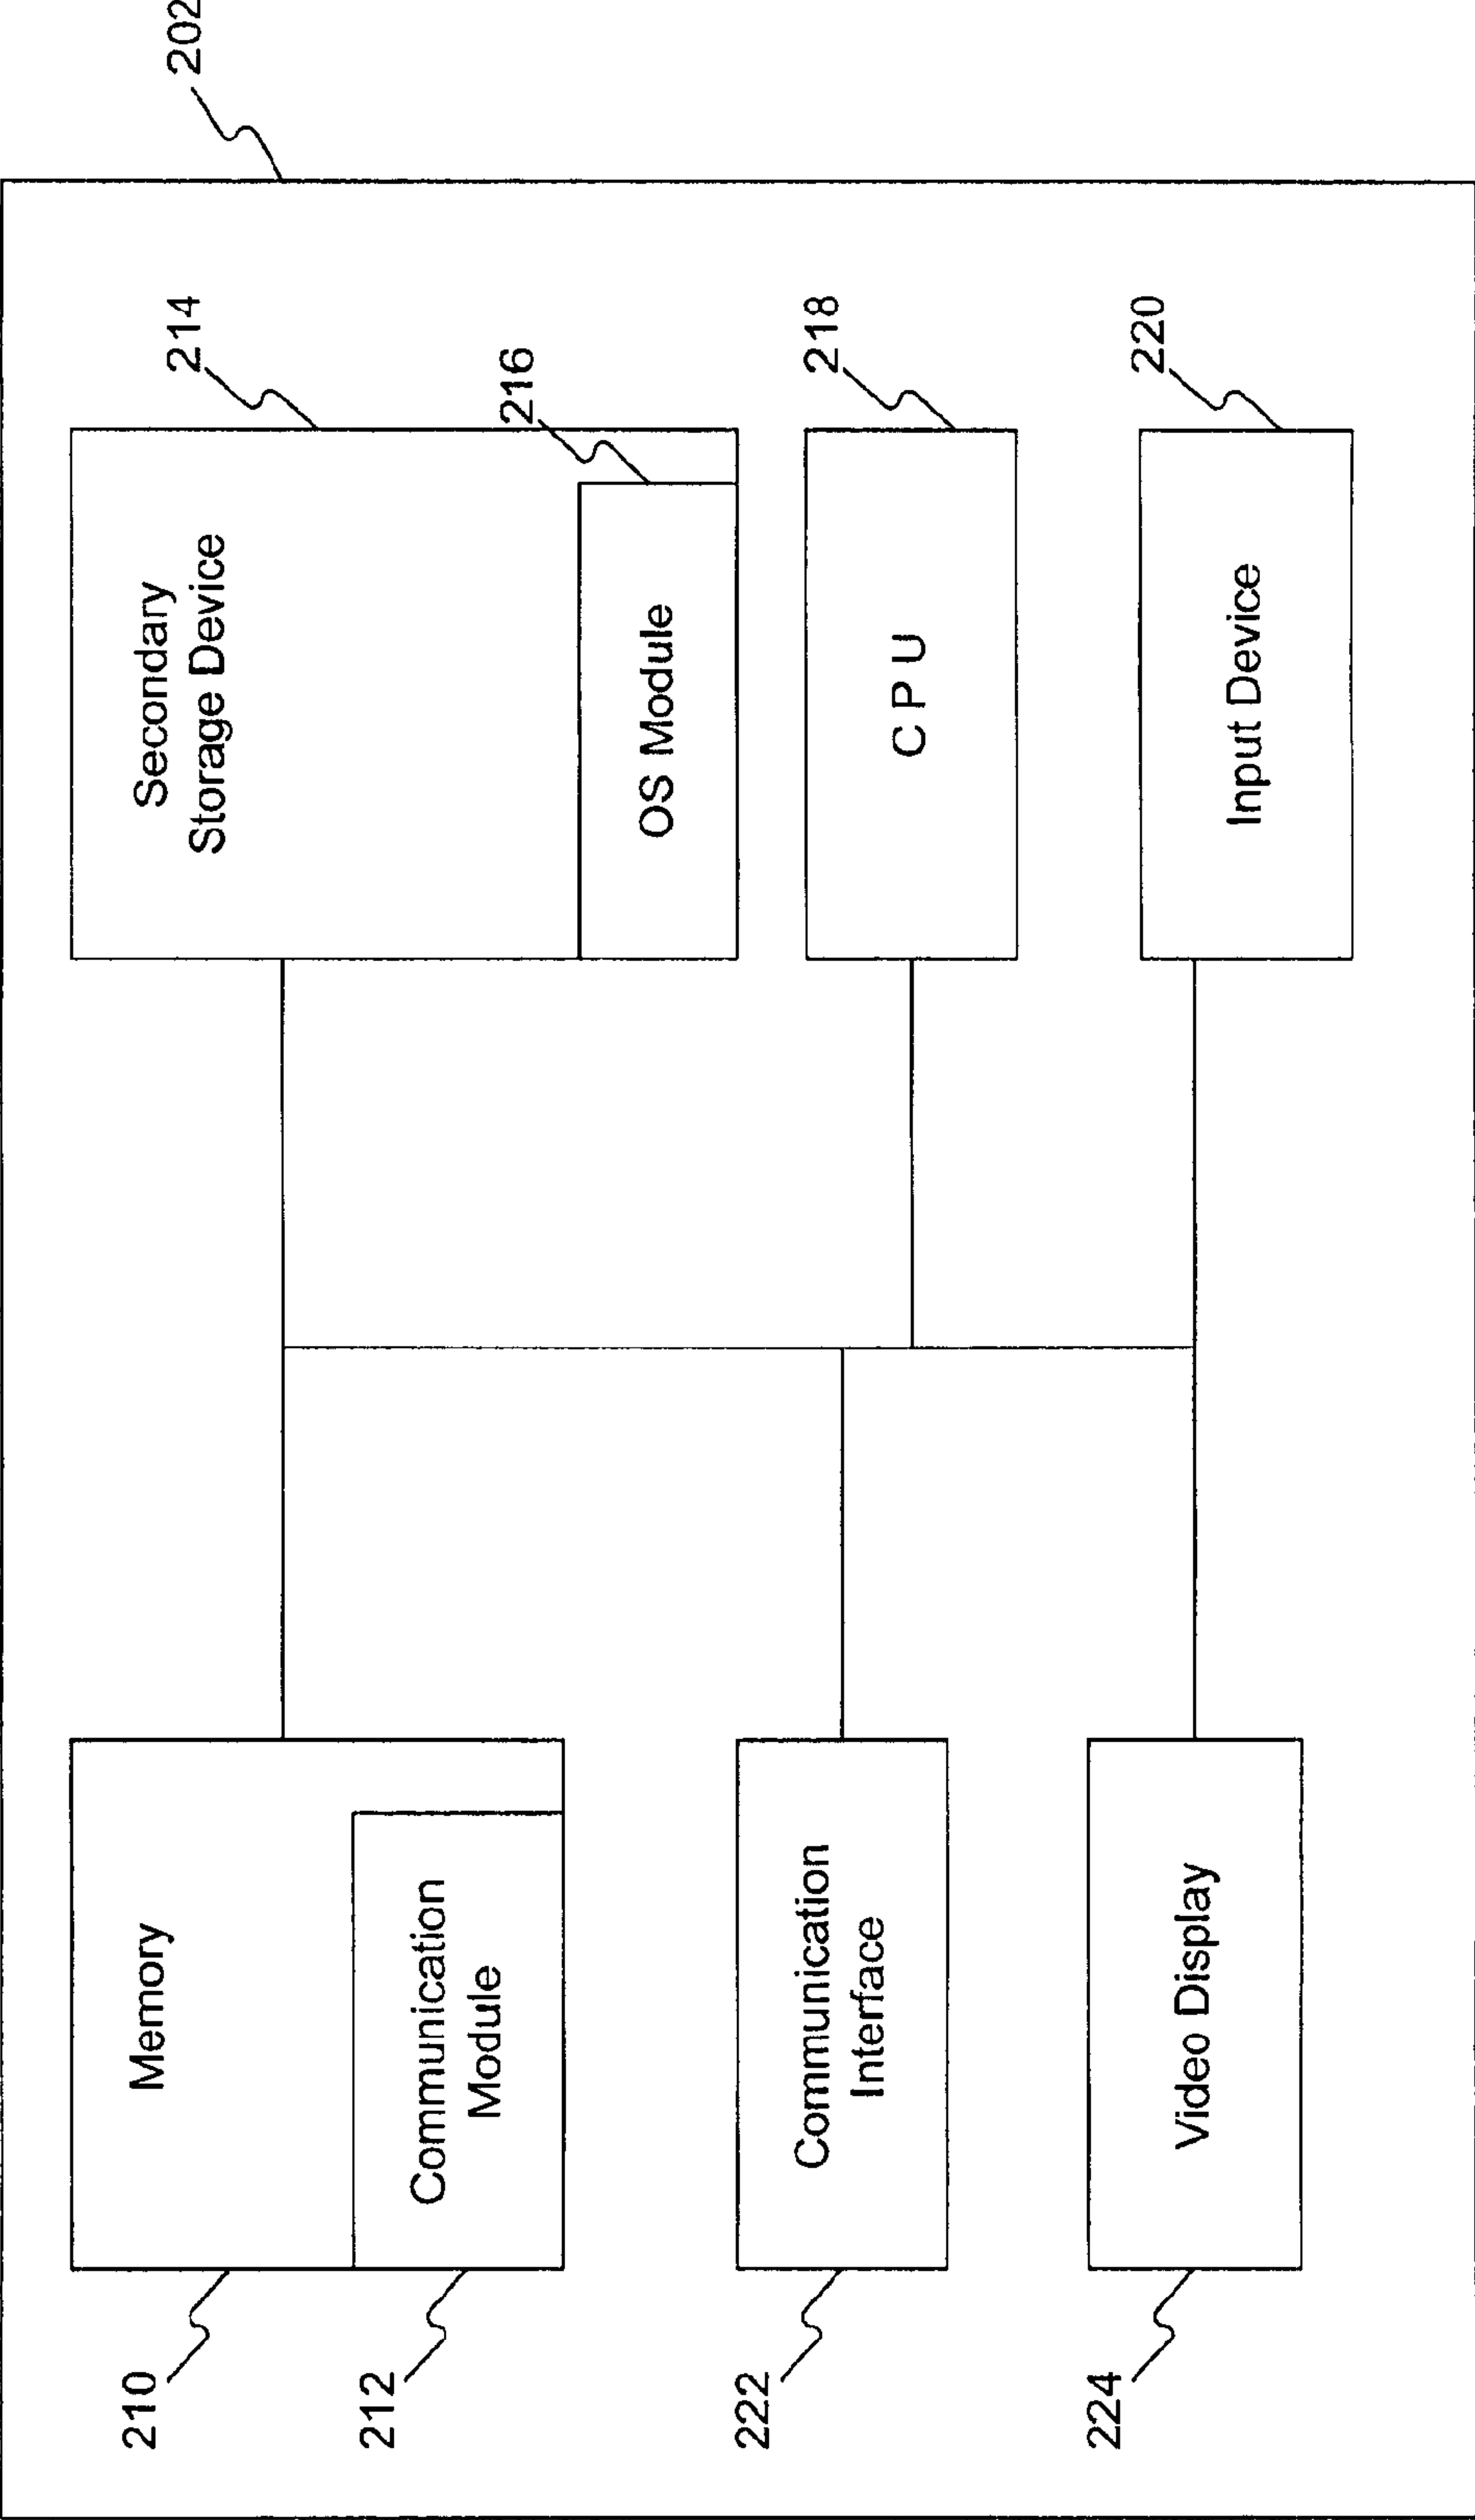 202
210
Memory
212
Communication
Module
214
Secondary
Storage Device
216
OS Module
222
Communication
Interface
218
C P U
224
Video Display
220
Input Device